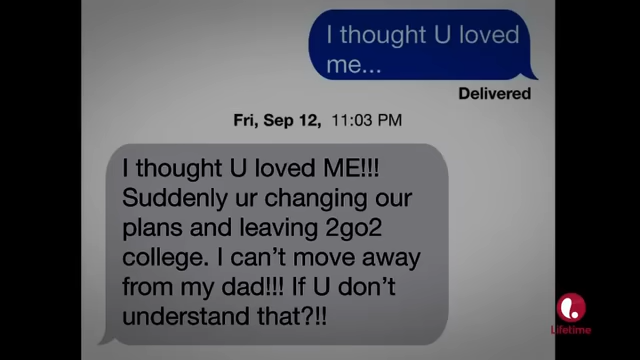 I thought U loved
me...
Delivered
Fri, Sep 12, 11:03 PM
I thought U loved ME!!!
Suddenly ur changing our
plans and leaving 2go2
college. I can't move away
from my dad!!! If U don't
understand that?!!
Lifetime